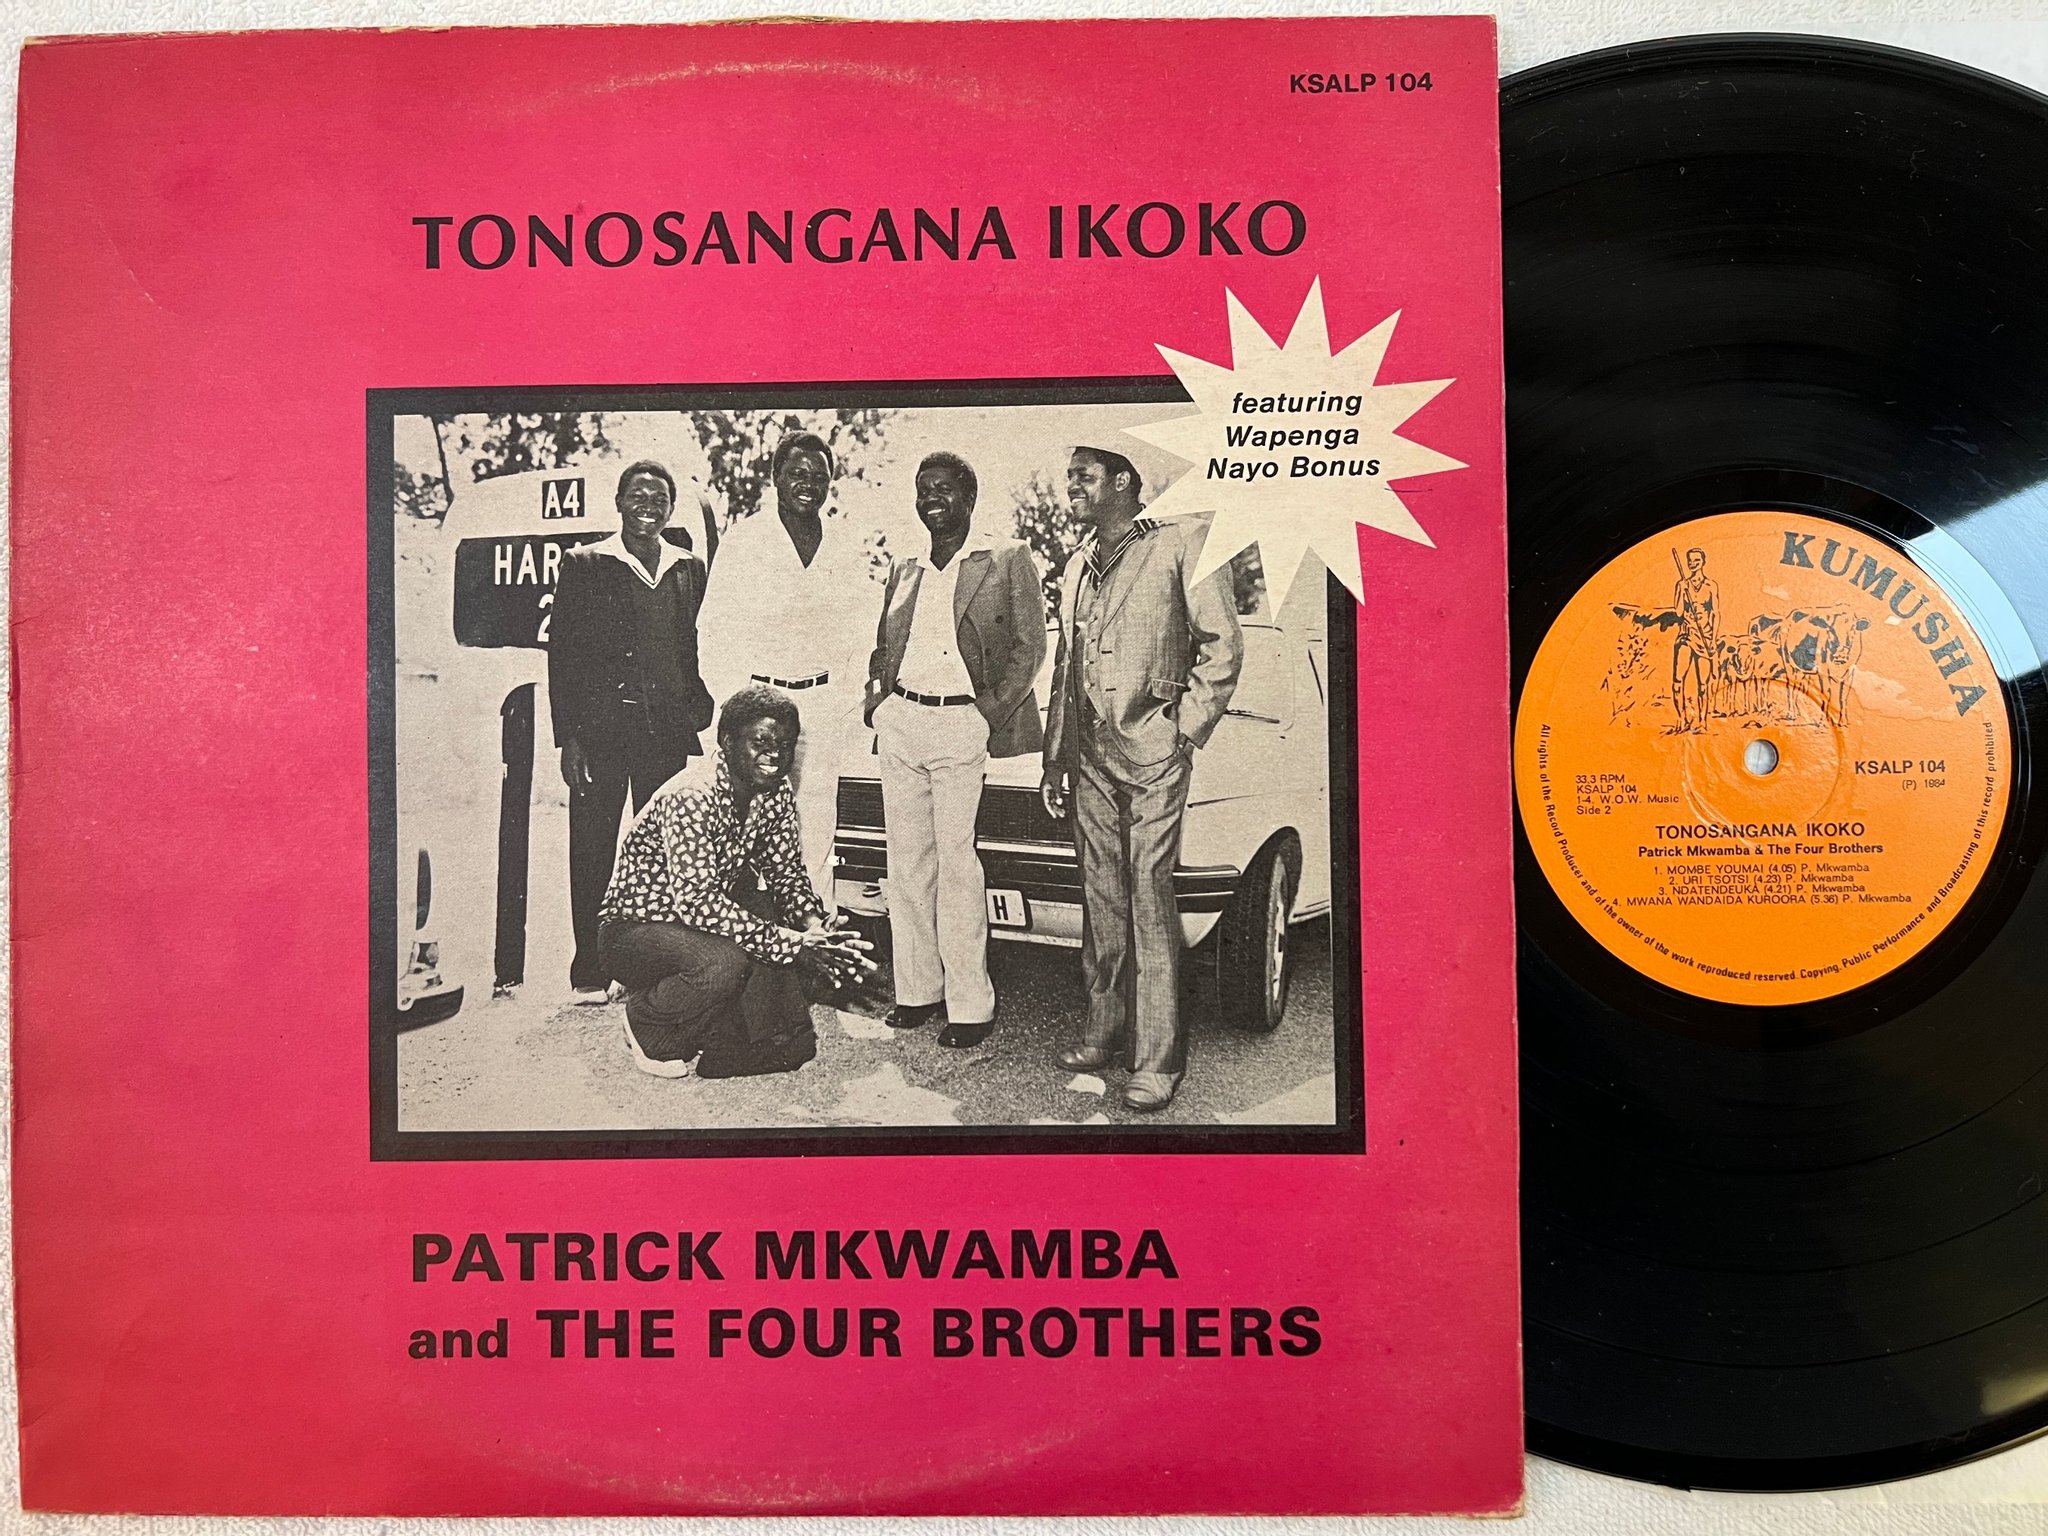 KSALP 104
TONOSANGANA IKOKO
featuring
Wapenga
Nayo Bonus
A4
H
PATRICK MKWAMBA
and THE FOUR BROTHERS
KUMUSHA
KSALP 104
(P) 1984
33,3 RPM
KSALP 104
1-4. W.O.W. Music
Side 2
TONOSANGANA IKOKO
Patrick Mkwamba & The Four Brothers
1. MOMBE YOUMAI (4.05) P. Mkwamba
2. URI TSOTSI (4.23) P. Mkwamba
3. NDATENDEUKA (4.21) P. Mkwamba
4. MWANA WANDAIDA KUROORA (5.36) P. Mkwamba
All rights of the Record Producer and of the owner of the work reproduced reserved. Copying, Public Performance and Broadcasting of this record prohibited